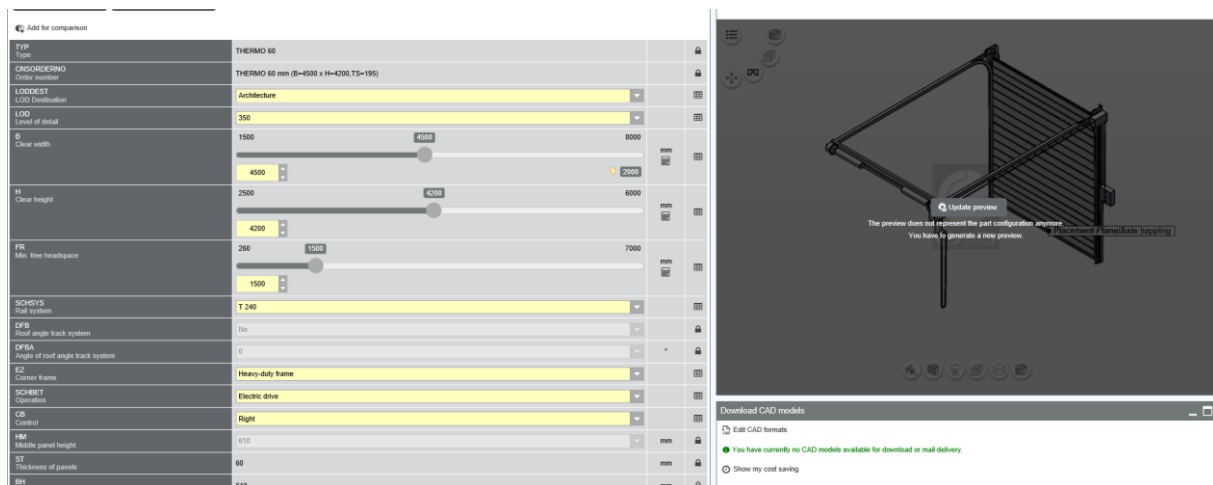 Add for comparison
TYP
Type
THERMO 60
CNSORDERNO
Order number
THERMO 60 mm (B=4500 x H=4200,TS=195)
LODDEST
LOD Destination
Architecture
LOD
Level of detail
350
B
Clear width
1500 4500 8000
mm
4500 2000
H
Clear height
2500 4200 6000
mm
4200
FR
Min. free headspace
260 1500 7000
mm
1500
SCHSYS
Rail system
T 240
DFB
Roof angle track system
No
DFBA
Angle of roof angle track system
0 °
EZ
Corner frame
Heavy-duty frame
SCHBET
Operation
Electric drive
CB
Control
Right
HM
Middle panel height
610 mm
ST
Thickness of panels
60 mm
BH
Update preview
The preview does not represent the part configuration anymore
You have to generate a new preview.
Placement Plane/Axis
Download CAD models
Edit CAD formats
You have currently no CAD models available for download or mail delivery.
Show my cost saving